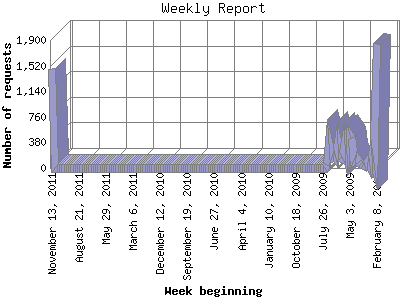 Weekly Report
Number of requests
1,900
1,520
1,140
760
380
0
November 13, 2011
August 21, 2011
May 29, 2011
March 6, 2011
December 12, 2010
September 19, 2010
June 27, 2010
April 4, 2010
January 10, 2010
October 18, 2009
July 26, 2009
May 3, 2009
February 8, 2
Week beginning